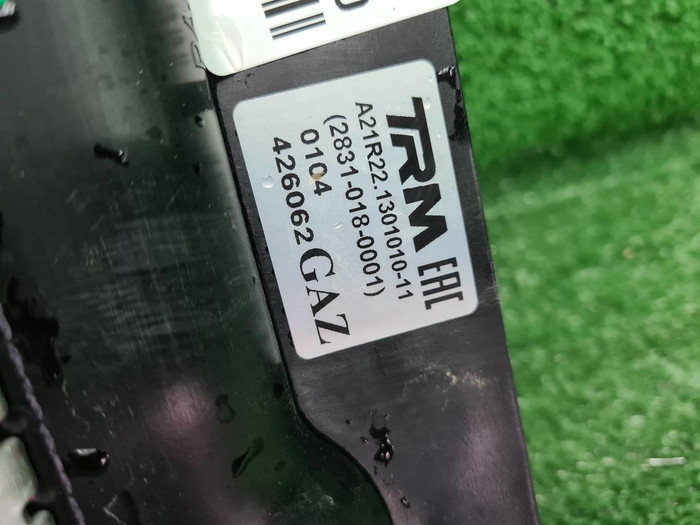 TRM EAC
A21R22.1301010-11
(2831-018-0001)
0104
426062 GAZ